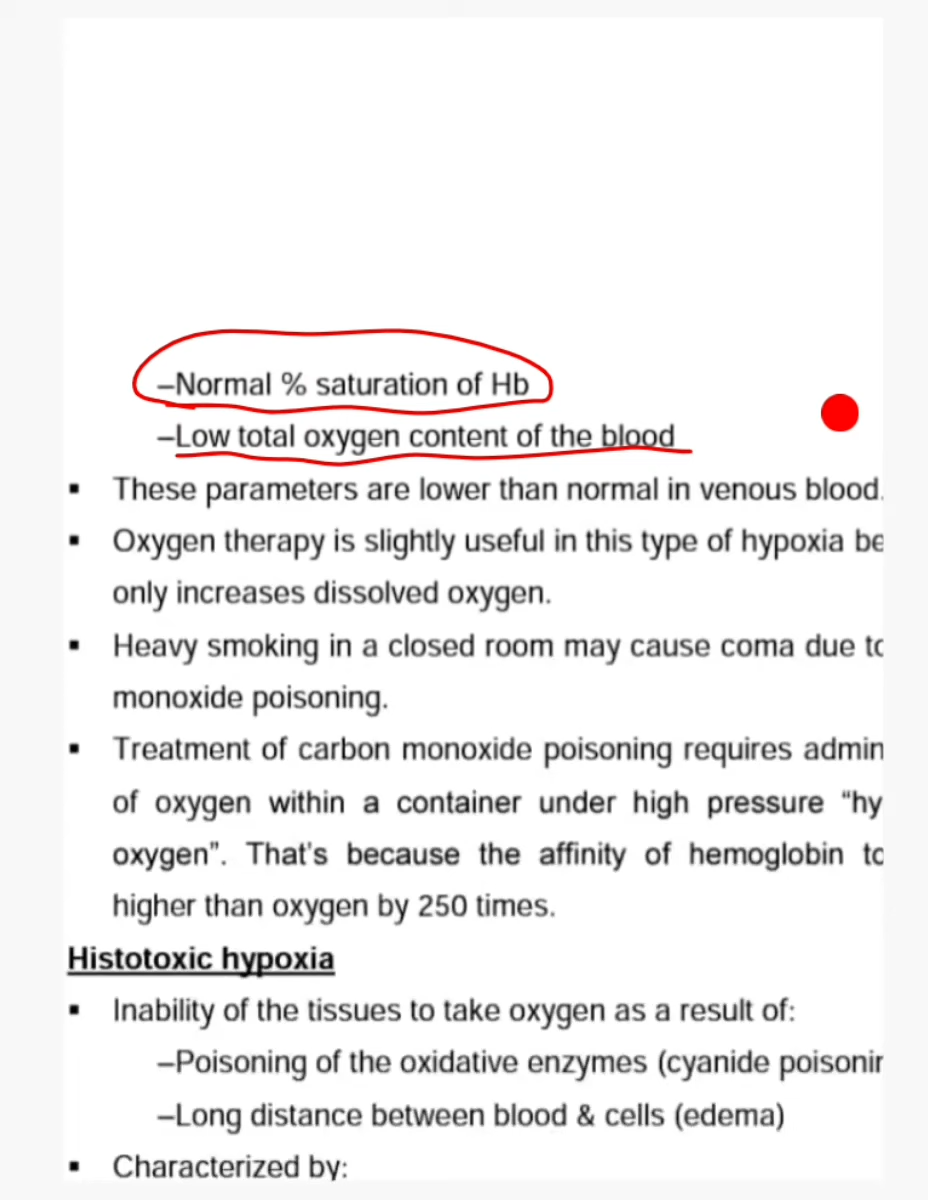 –Normal % saturation of Hb
–Low total oxygen content of the blood
▪ These parameters are lower than normal in venous blood.
▪ Oxygen therapy is slightly useful in this type of hypoxia be
only increases dissolved oxygen.
▪ Heavy smoking in a closed room may cause coma due to
monoxide poisoning.
▪ Treatment of carbon monoxide poisoning requires admin
of oxygen within a container under high pressure “hy
oxygen”. That’s because the affinity of hemoglobin to
higher than oxygen by 250 times.
Histotoxic hypoxia
▪ Inability of the tissues to take oxygen as a result of:
–Poisoning of the oxidative enzymes (cyanide poisonin
–Long distance between blood & cells (edema)
▪ Characterized by: